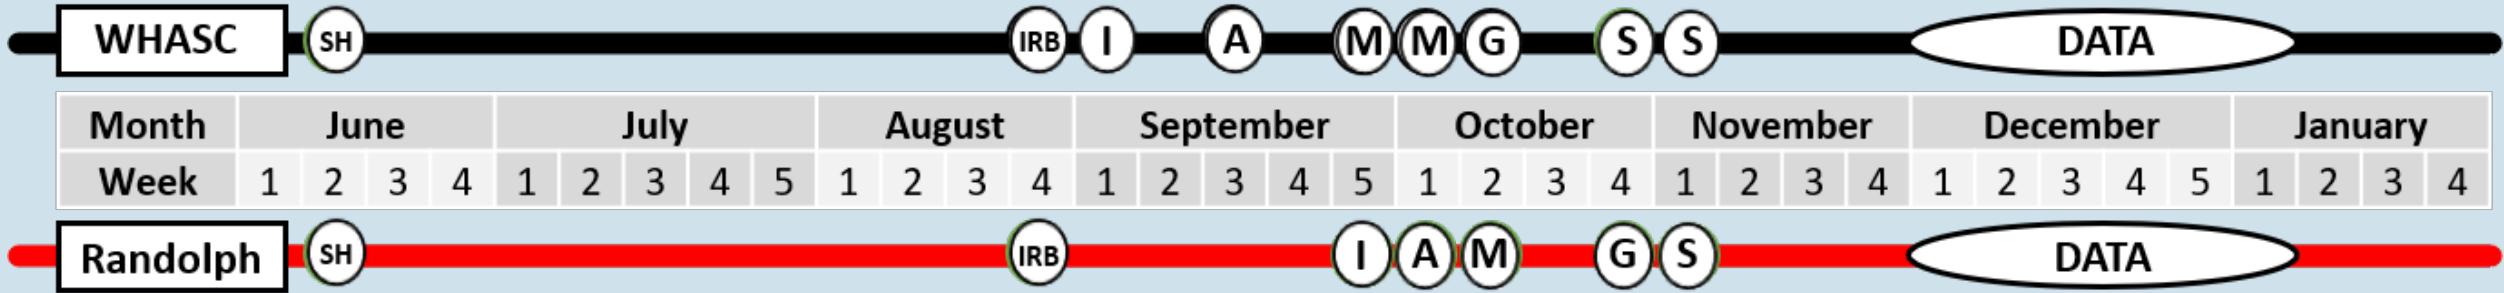 WHASC SH IRB I A M M G S S DATA
Month June July August September October November December January
Week 1 2 3 4 1 2 3 4 5 1 2 3 4 1 2 3 4 5 1 2 3 4 1 2 3 4 1 2 3 4 5 1 2 3 4
Randolph SH IRB I A M G S DATA